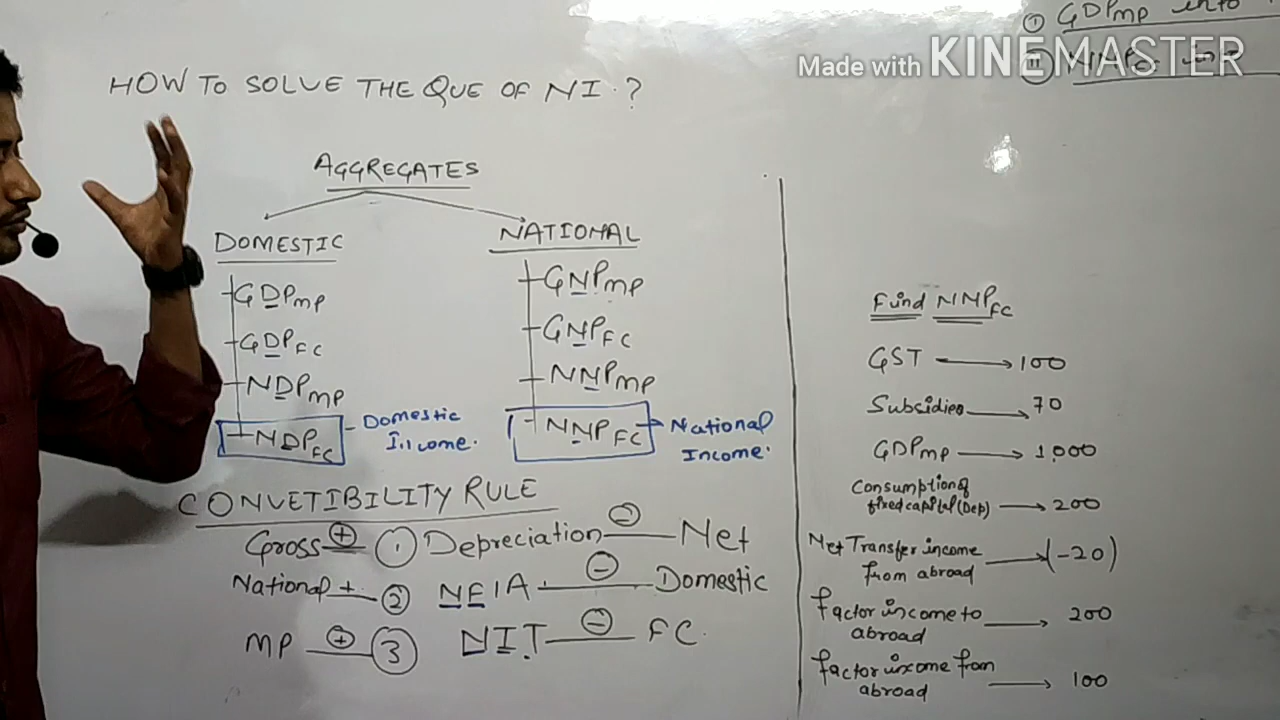 ① GDPMP into
Made with KINEMASTER
HOW TO SOLVE THE QUE OF NI.?
AGGREGATES
DOMESTIC
GDPMP
GDPFC
NDPMP
NDPFC - Domestic Income.
NATIONAL
GNPMP
GNPFC
NNPMP
NNPFC National Income.
CONVETIBILITY RULE
Gross + ① Depreciation - Net
National + ② NFIA - Domestic
MP + ③ NIT - FC.
Find NNPFC
GST → 100
Subsidies → 70
GDPMP → 1,000
Consumption of
fixed capital (Dep) → 200
Net Transfer income
from abroad → (-20)
factor income to
abroad → 200
factor income from
abroad → 100